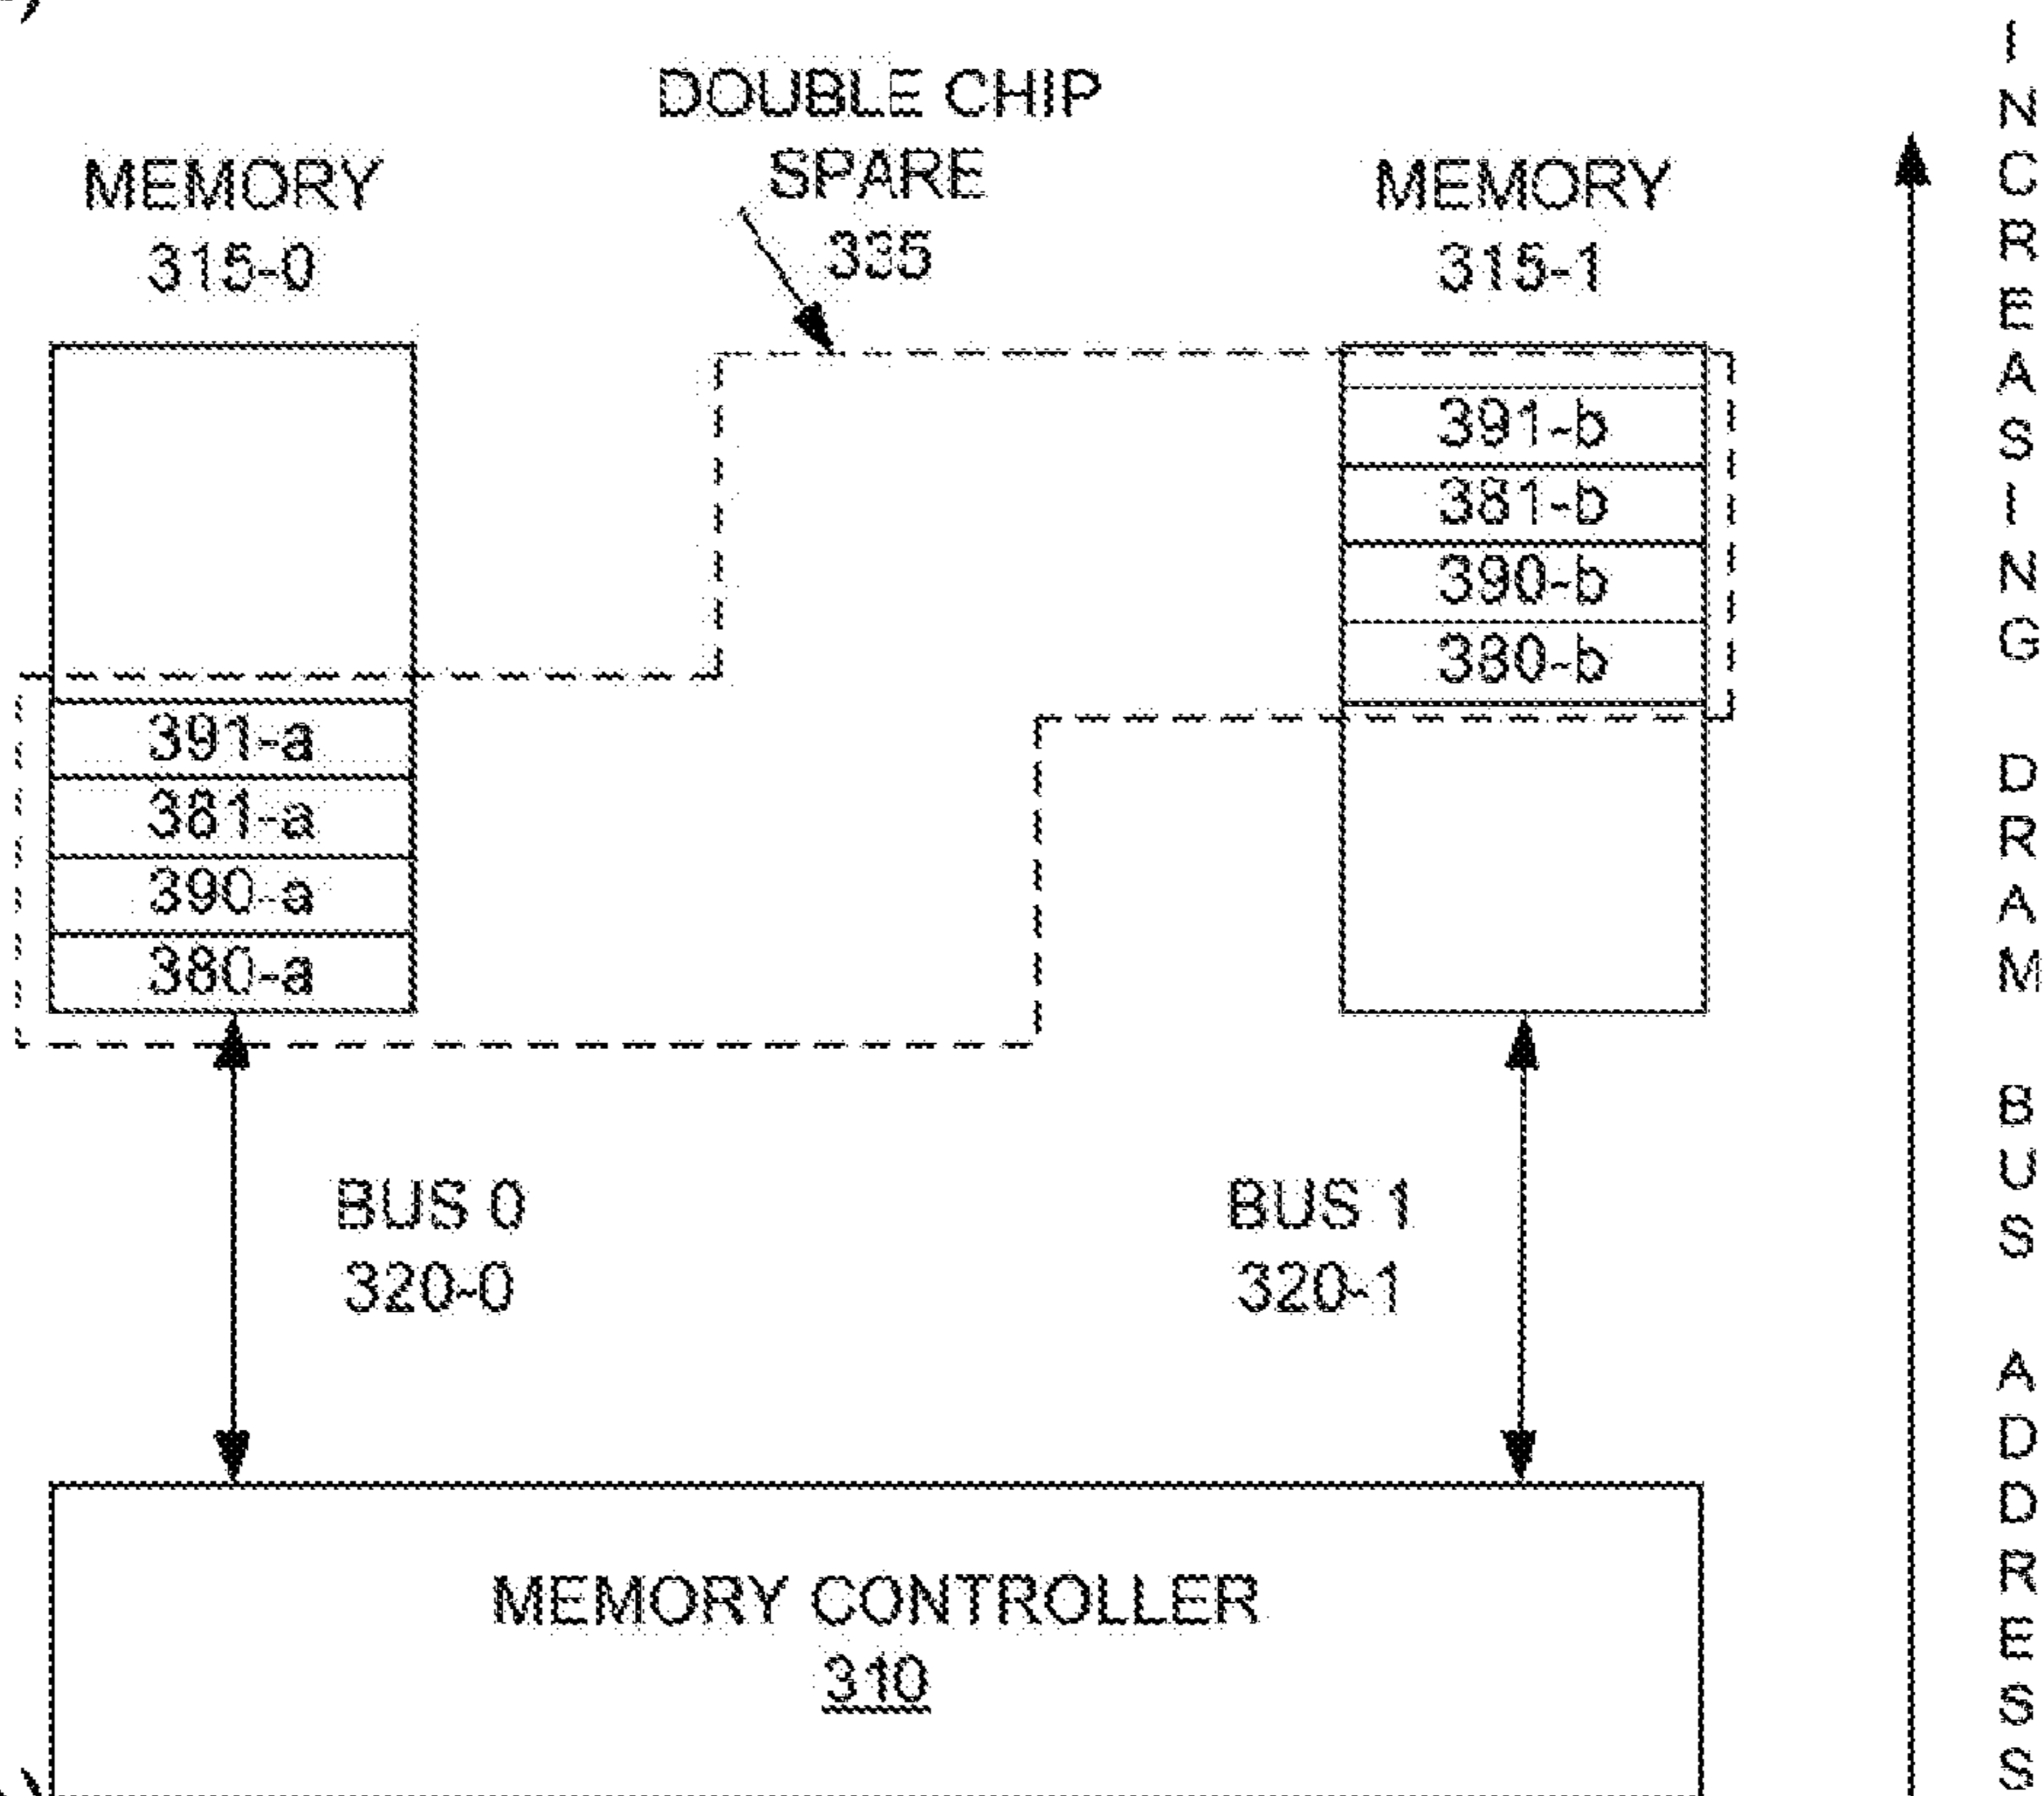 DOUBLE CHIP
SPARE
335
MEMORY
315-0
MEMORY
315-1
391-b
381-b
390-b
380-b
391-a
381-a
390-a
380-a
BUS 0
320-0
BUS 1
320-1
MEMORY CONTROLLER
310
INCREASING DRAM BUS ADDRESS